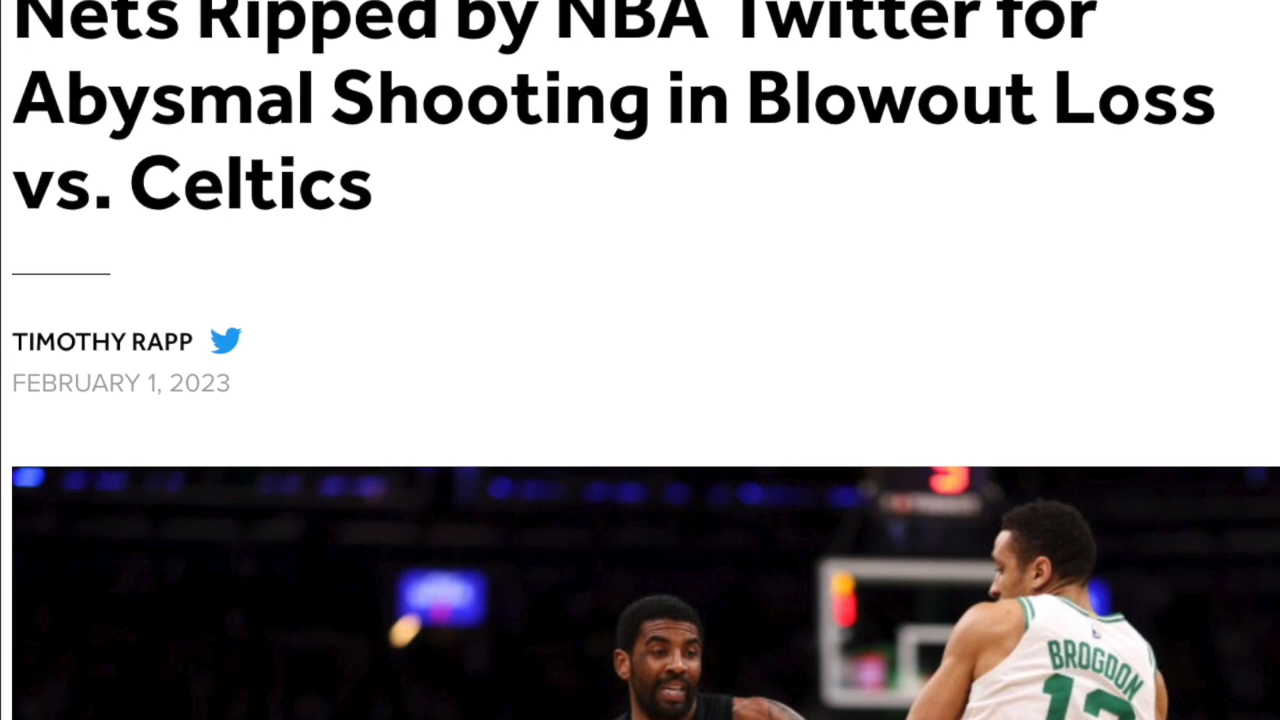 Nets Ripped by NBA Twitter for
Abysmal Shooting in Blowout Loss
vs. Celtics
TIMOTHY RAPP
FEBRUARY 1, 2023
BROGDON
13